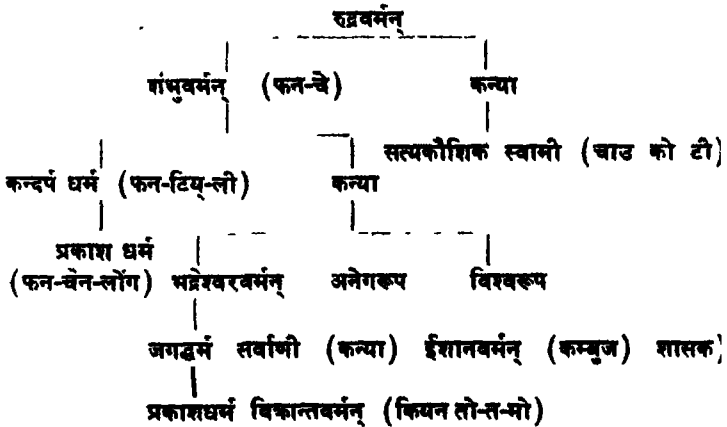 रुद्रवर्मन्
शंभुवर्मन् (फन-चे) कन्या
सत्यकौशिक स्वामी (चाउ को टी)
कन्दर्प धर्म (फन-टिय्-ली) कन्या
प्रकाश धर्म
(फन-चेन-लोंग) भद्रेश्वरवर्मन् अनेगरूप विश्वरूप
जगद्धर्म सर्वाणी (कन्या) ईशानवर्मन् (कम्बुज) शासक)
प्रकाशधर्म विक्रान्तवर्मन् (कियन तो-त-मो)